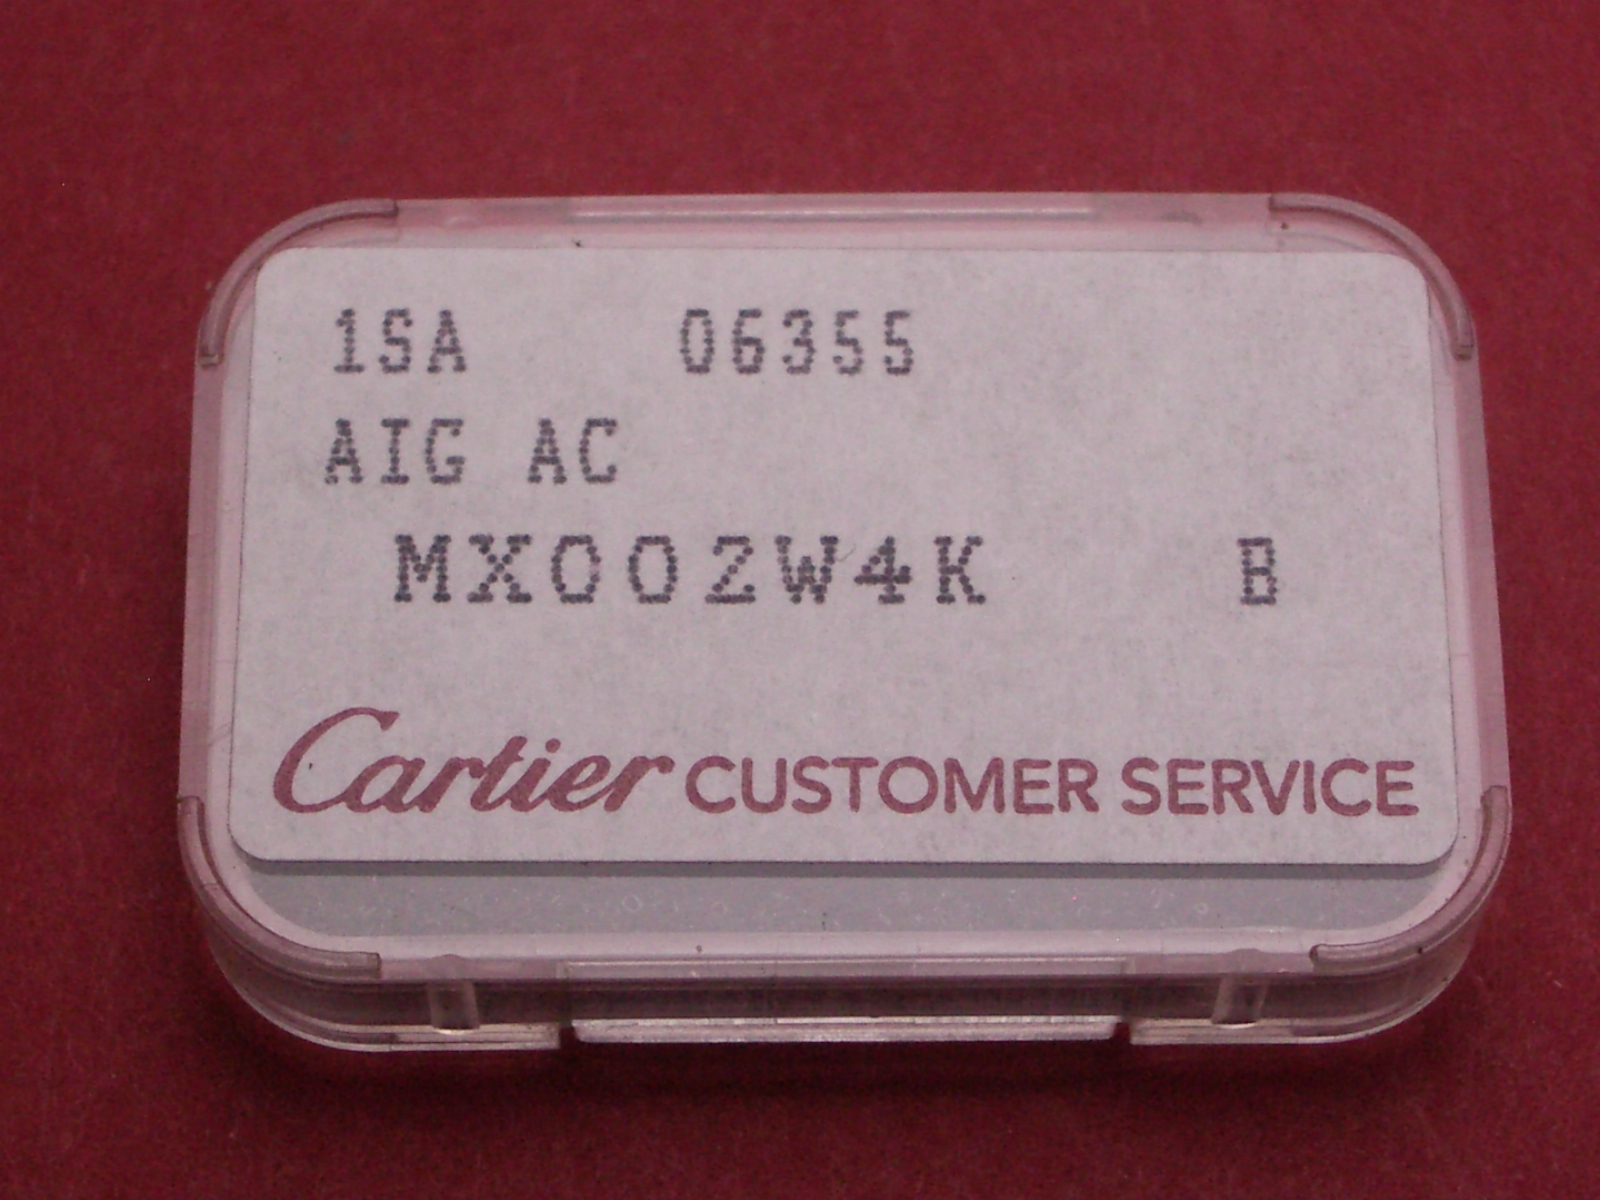 1SA 06355
AIG AC
MX002W4K B
Cartier CUSTOMER SERVICE